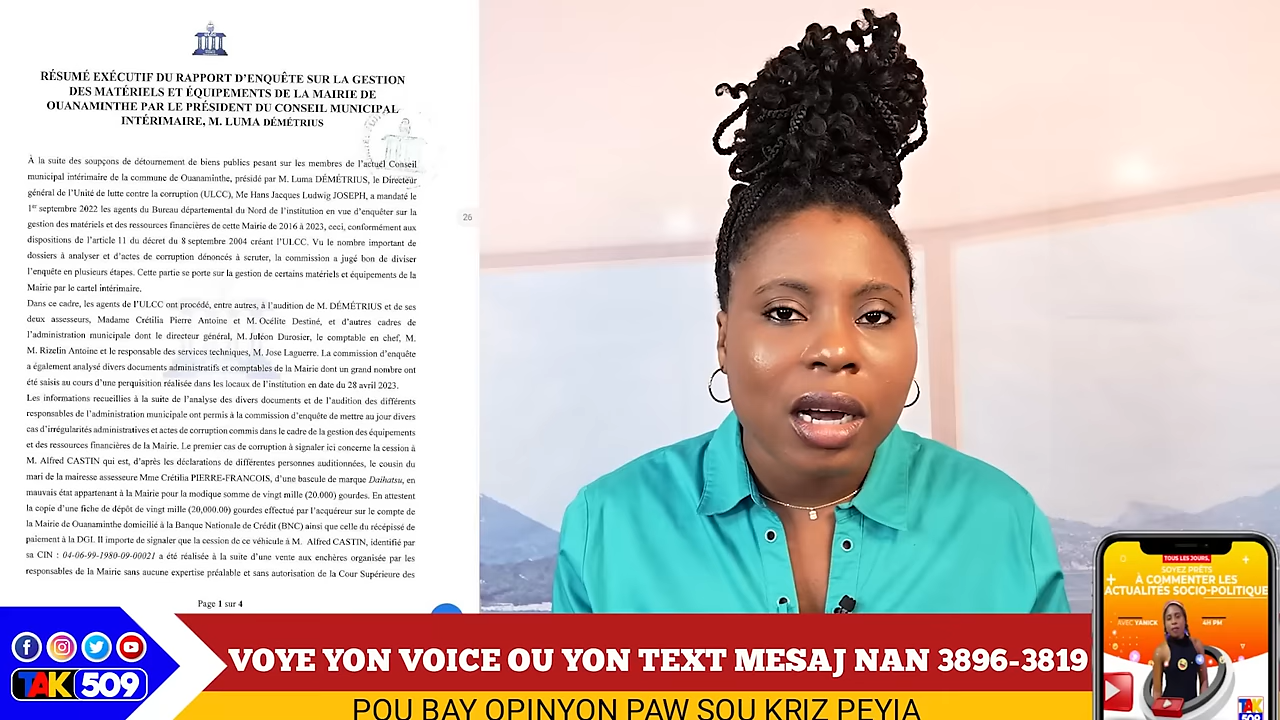 RÉSUMÉ EXÉCUTIF DU RAPPORT D'ENQUÊTE SUR LA GESTION
DES MATÉRIELS ET ÉQUIPEMENTS DE LA MAIRIE DE
OUANAMINTHE PAR LE PRÉSIDENT DU CONSEIL MUNICIPAL
INTÉRIMAIRE, M. LUMA DÉMÉTRIUS
À la suite des soupçons de détournement de biens publics pesant sur les membres de l'actuel Conseil
municipal intérimaire de la commune de Ouanaminthe, présidé par M. Luma DÉMÉTRIUS, le Directeur
général de l'Unité de lutte contre la corruption (ULCC), Me Hans Jacques Ludwig JOSEPH, a mandaté le
1er septembre 2022 les agents du Bureau départemental du Nord de l'institution en vue d'enquêter sur la
gestion des matériels et des ressources financières de cette Mairie de 2016 à 2023, ceci, conformément aux
dispositions de l'article 11 du décret du 8 septembre 2004 créant l'ULCC. Vu le nombre important de
dossiers à analyser et d'actes de corruption dénoncés à scruter, la commission a jugé bon de diviser
l'enquête en plusieurs étapes. Cette partie se porte sur la gestion de certains matériels et équipements de la
Mairie par le cartel intérimaire.
Dans ce cadre, les agents de l'ULCC ont procédé, entre autres, à l'audition de M. DÉMÉTRIUS et de ses
deux assesseurs, Madame Crétilia Pierre Antoine et M. Océlite Destiné, et d'autres cadres de
l'administration municipale dont le directeur général, M. Juléon Durosier, le comptable en chef, M.
M. Rizelin Antoine et le responsable des services techniques, M. Jose Laguerre. La commission d'enquête
a également analysé divers documents administratifs et comptables de la Mairie dont un grand nombre ont
été saisis au cours d'une perquisition réalisée dans les locaux de l'institution en date du 28 avril 2023.
Les informations recueillies à la suite de l'analyse des divers documents et de l'audition des différents
responsables de l'administration municipale ont permis à la commission d'enquête de mettre au jour divers
cas d'irrégularités administratives et actes de corruption commis dans le cadre de la gestion des équipements
et des ressources financières de la Mairie. Le premier cas de corruption à signaler ici concerne la cession à
M. Alfred CASTIN qui est, d'après les déclarations de différentes personnes auditionnées, le cousin du
mari de la mairesse assesseur Mme Crétilia PIERRE-FRANCOIS, d'une bascule de marque Daihatsu, en
mauvais état appartenant à la Mairie pour la modique somme de vingt mille (20.000) gourdes. En attestent
la copie d'une fiche de dépôt de vingt mille (20,000.00) gourdes effectué par l'acquéreur sur le compte de
la Mairie de Ouanaminthe domicilié à la Banque Nationale de Crédit (BNC) ainsi que celle du récépissé de
paiement à la DGI. Il importe de signaler que la cession de ce véhicule à M. Alfred CASTIN, identifié par
sa CIN : 04-06-99-1980-09-00021 a été réalisée à la suite d'une vente aux enchères organisée par les
responsables de la Mairie sans aucune expertise préalable et sans autorisation de la Cour Supérieure des
Page 1 sur 4
26
TOUS LES JOURS,
SOYEZ PRÊTS
À COMMENTER LES
ACTUALITÉS SOCIO-POLITIQUE
AVEC YANICK
4H PM
TAK 509
VOYE YON VOICE OU YON TEXT MESAJ NAN 3896-3819
POU BAY OPINYON PAW SOU KRIZ PEYIA
TAK
509